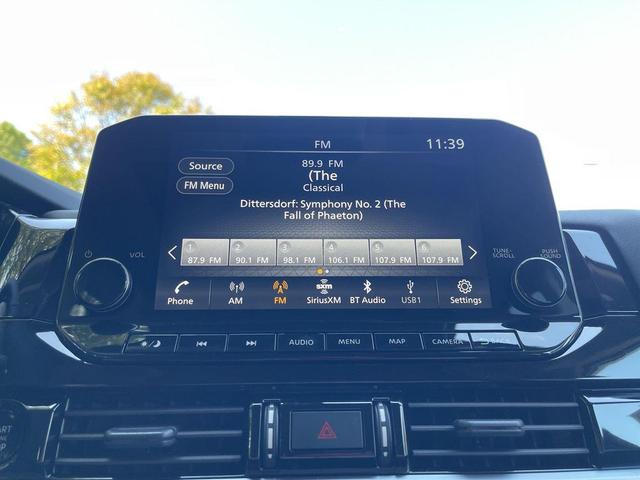 FM
11:39
Source
89.9 FM
(The
FM Menu
Classical
Dittersdorf: Symphony No. 2 (The
Fall of Phaeton)
VOL
TUNE·
SCROLL
PUSH
SOUND
1 2 3 4 5 6
87.9 FM 90.1 FM 98.1 FM 106.1 FM 107.9 FM 107.9 FM
sxm
Phone AM FM SiriusXM BT Audio USB1 Settings
AUDIO MENU MAP CAMERA BACK